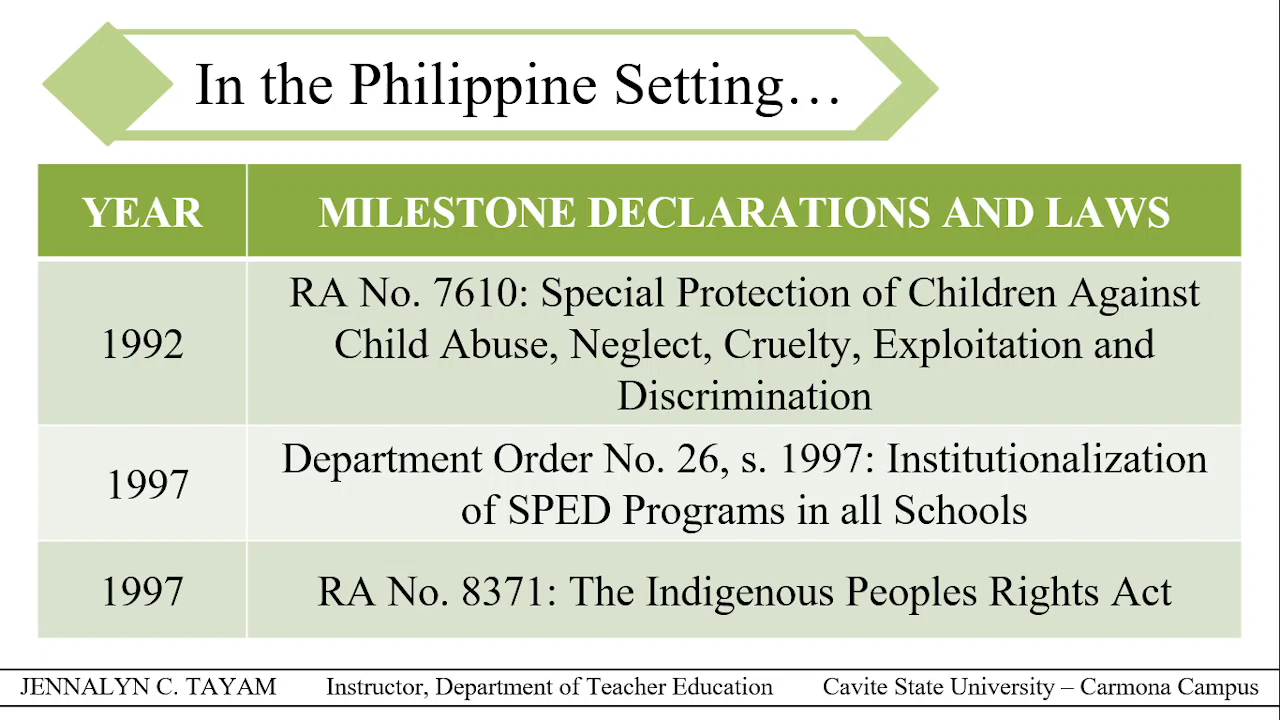 In the Philippine Setting…
YEAR
MILESTONE DECLARATIONS AND LAWS
1992
RA No. 7610: Special Protection of Children Against
Child Abuse, Neglect, Cruelty, Exploitation and
Discrimination
1997
Department Order No. 26, s. 1997: Institutionalization
of SPED Programs in all Schools
1997
RA No. 8371: The Indigenous Peoples Rights Act
JENNALYN C. TAYAM Instructor, Department of Teacher Education Cavite State University – Carmona Campus